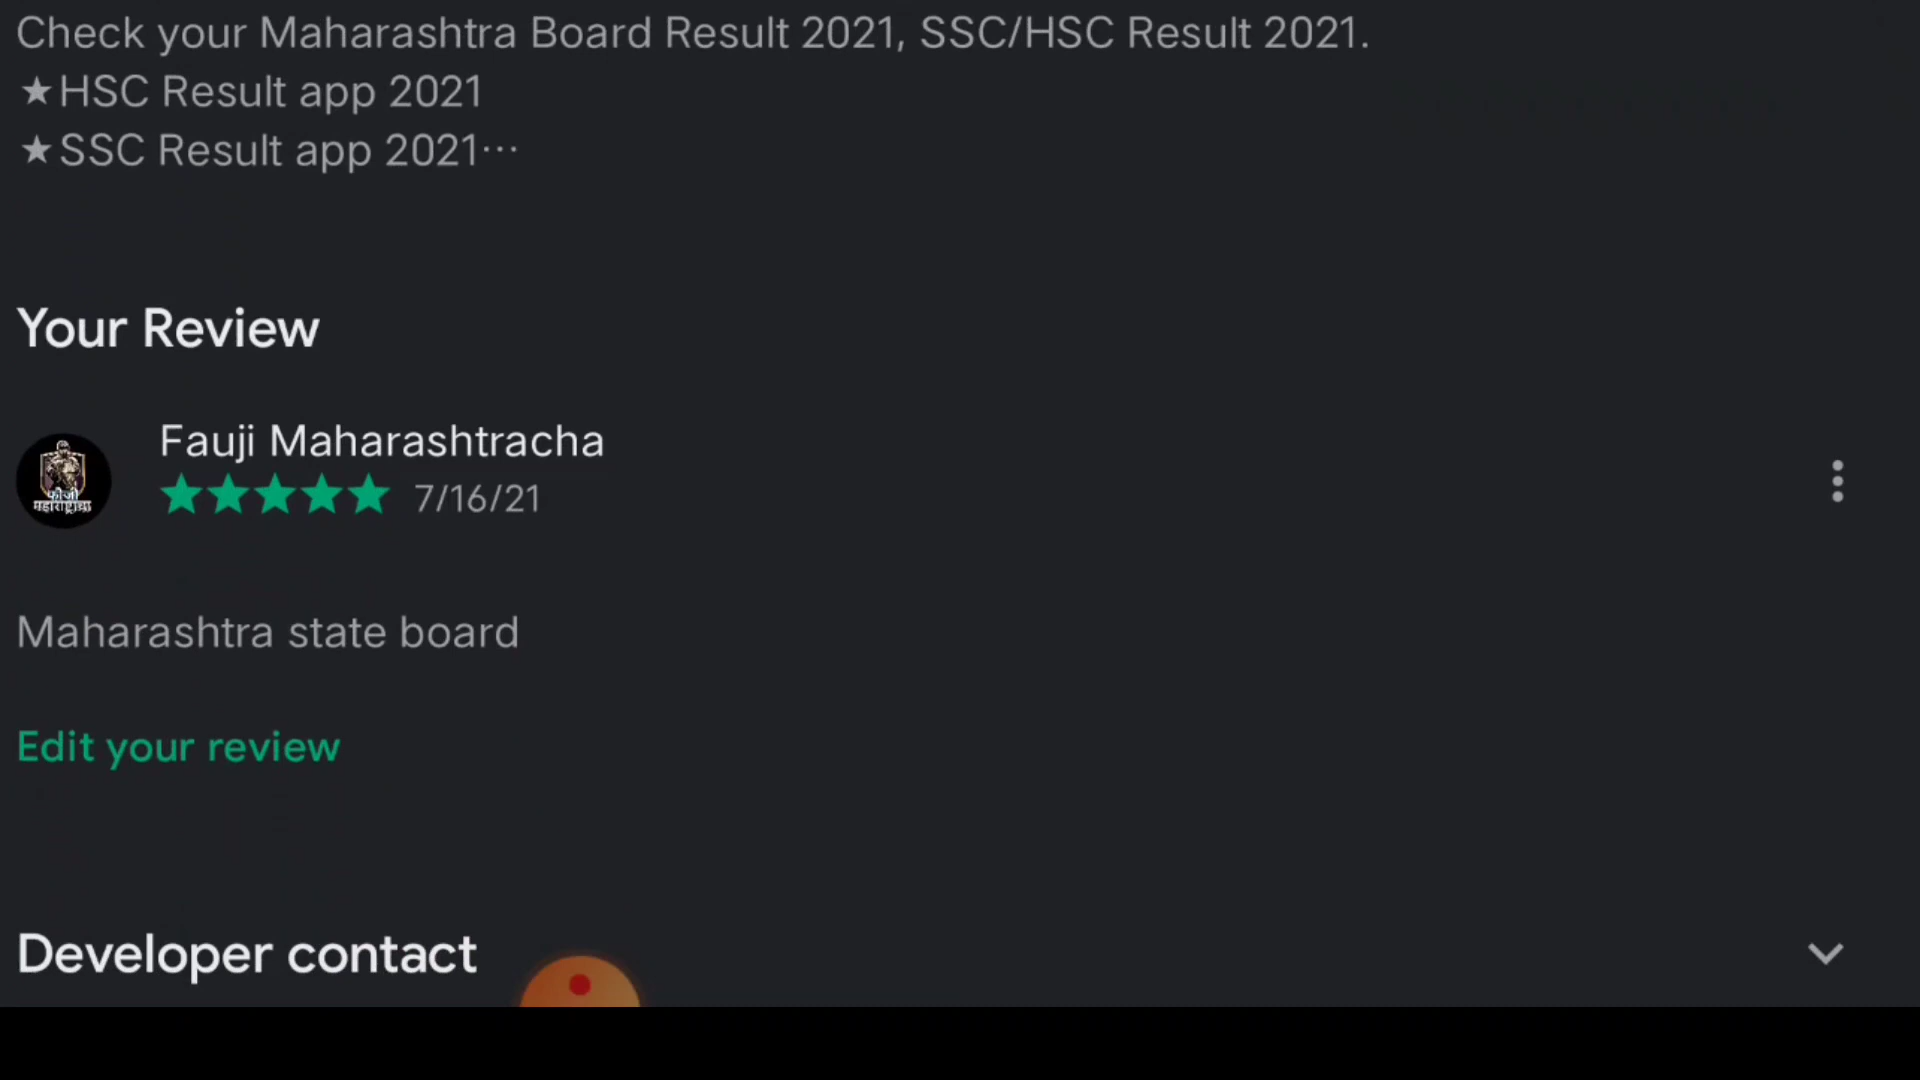 Check your Maharashtra Board Result 2021, SSC/HSC Result 2021.
★HSC Result app 2021
★SSC Result app 2021⋯
Your Review
Fauji Maharashtracha
7/16/21
फौजी
महाराष्ट्राचा
Maharashtra state board
Edit your review
Developer contact